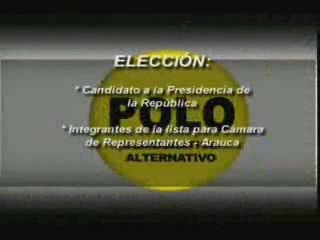 ELECCIÓN:
* Candidato a la Presidencia de
la República
POLO
* Integrantes de la lista para Cámara
de Representantes - Arauca
ALTERNATIVO